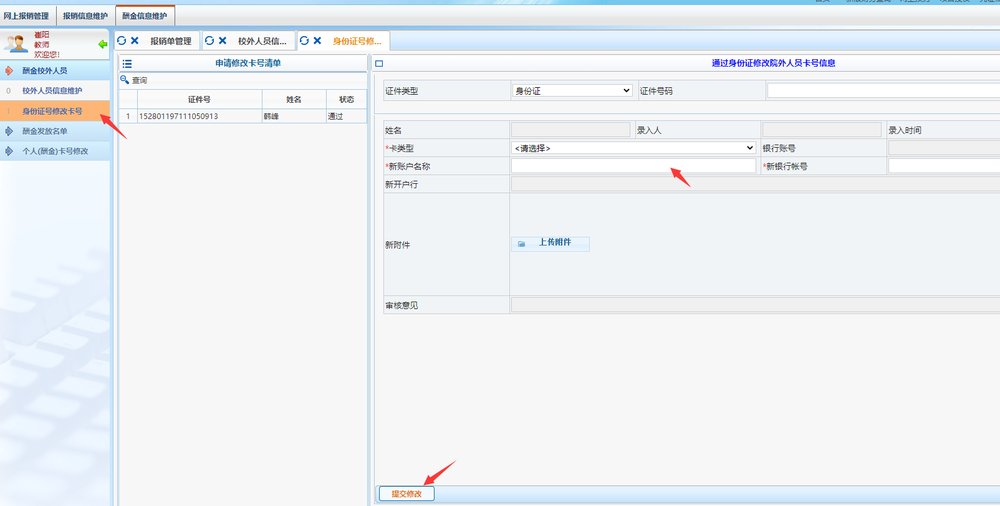 网上报销管理 报销信息维护 酬金信息维护
崔阳
教师
欢迎您!
酬金校外人员
0 校外人员信息维护
1 身份证号修改卡号
酬金发放名单
个人(酬金)卡号修改
报销单管理 校外人员信... 身份证号修...
申请修改卡号清单
查询
证件号 姓名 状态
1 152801197111050913 韩峰 通过
通过身份证修改院外人员卡号信息
证件类型 身份证 证件号码
姓名 录入人 录入时间
*卡类型 <请选择> 银行账号
*新账户名称 *新银行帐号
新开户行
新附件 上传附件
审核意见
提交修改